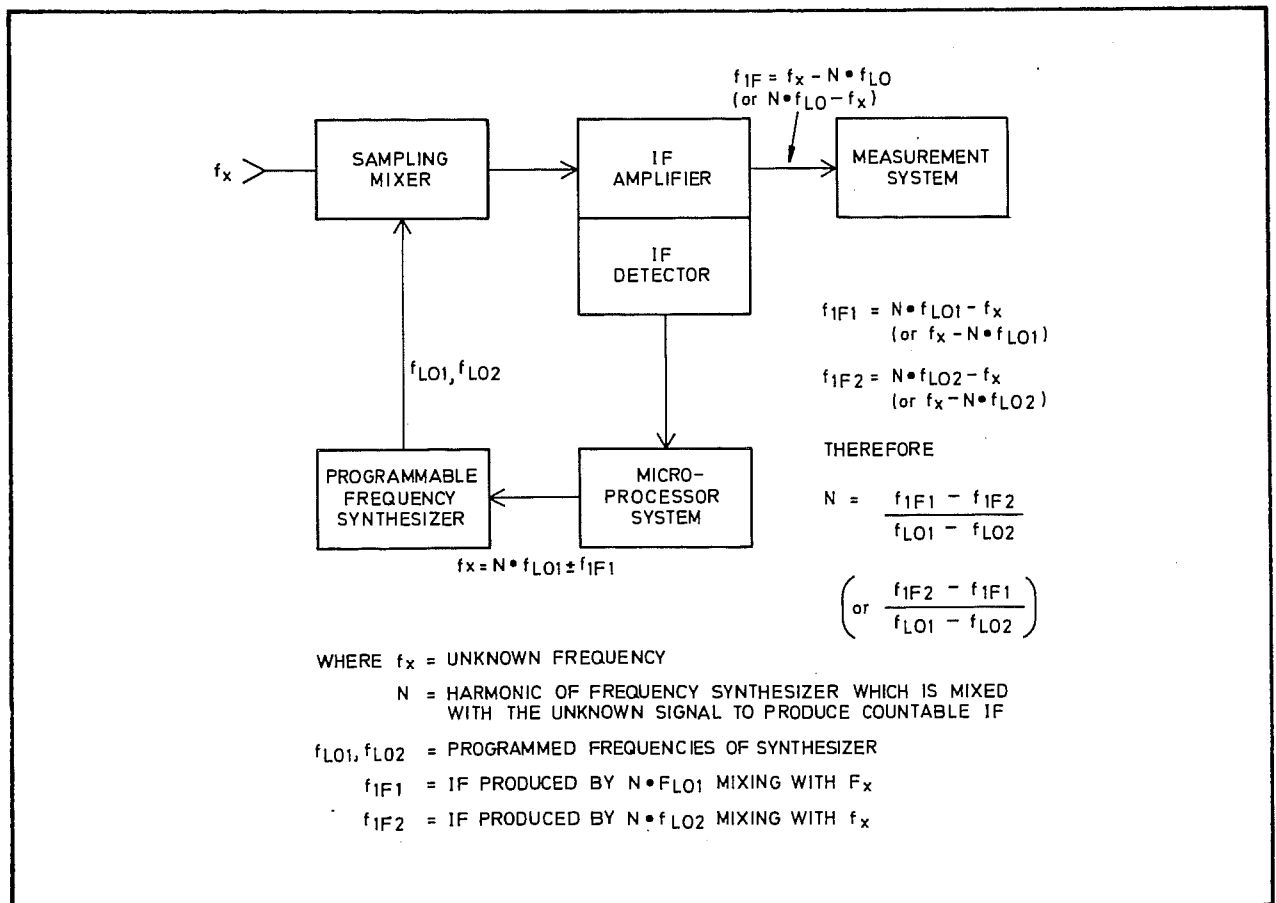 f1F = fx – N • fLO
(or N • fLO – fx)
fx
SAMPLING
MIXER
IF
AMPLIFIER
MEASUREMENT
SYSTEM
IF
DETECTOR
fLO1, fLO2
f1F1 = N • fLO1 – fx
(or fx – N • fLO1)
f1F2 = N • fLO2 – fx
(or fx – N • fLO2)
THEREFORE
PROGRAMMABLE
FREQUENCY
SYNTHESIZER
MICRO-
PROCESSOR
SYSTEM
N = f1F1 – f1F2
fLO1 – fLO2
fx = N • fLO1 ± f1F1
(or f1F2 – f1F1
fLO1 – fLO2)
WHERE fx = UNKNOWN FREQUENCY
N = HARMONIC OF FREQUENCY SYNTHESIZER WHICH IS MIXED
WITH THE UNKNOWN SIGNAL TO PRODUCE COUNTABLE IF
fLO1, fLO2 = PROGRAMMED FREQUENCIES OF SYNTHESIZER
f1F1 = IF PRODUCED BY N • FLO1 MIXING WITH Fx
f1F2 = IF PRODUCED BY N • fLO2 MIXING WITH fx